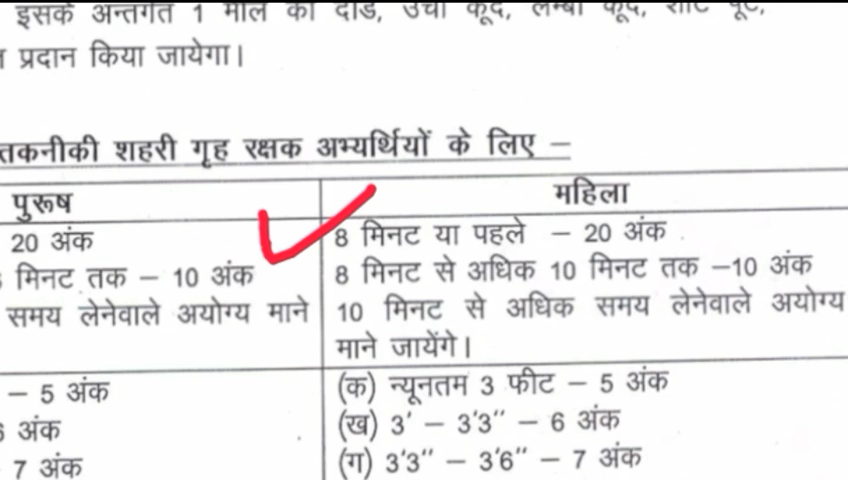 इसके अन्तर्गत 1 मील की दौड़, ऊँची कूद, लम्बी कूद, शॉट पूट,
प्रदान किया जायेगा।
तकनीकी शहरी गृह रक्षक अभ्यर्थियों के लिए –
पुरूष
महिला
20 अंक
8 मिनट या पहले – 20 अंक
मिनट तक – 10 अंक
8 मिनट से अधिक 10 मिनट तक –10 अंक
समय लेनेवाले अयोग्य माने
10 मिनट से अधिक समय लेनेवाले अयोग्य
माने जायेंगे।
– 5 अंक
(क) न्यूनतम 3 फीट – 5 अंक
अंक
(ख) 3' – 3'3" – 6 अंक
7 अंक
(ग) 3'3" – 3'6" – 7 अंक